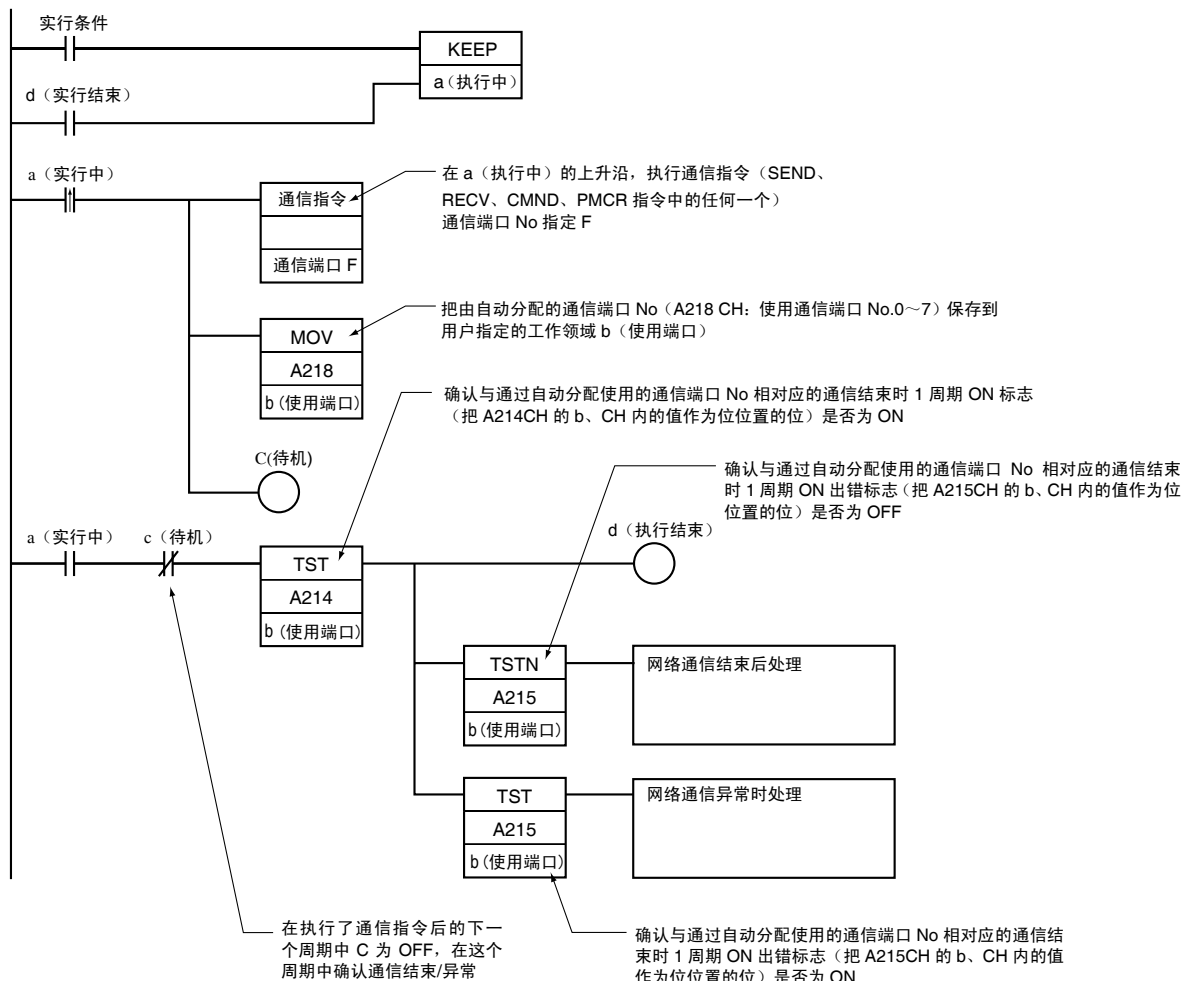 实行条件
KEEP
a（执行中）
d（实行结束）
a（实行中）
通信指令
通信端口 F
在 a（执行中）的上升沿，执行通信指令（SEND、
RECV、CMND、PMCR 指令中的任何一个）
通信端口 No 指定 F
MOV
A218
b（使用端口）
把由自动分配的通信端口 No（A218 CH：使用通信端口 No.0～7）保存到
用户指定的工作领域 b（使用端口）
C(待机)
确认与通过自动分配使用的通信端口 No 相对应的通信结束时 1 周期 ON 标志
（把 A214CH 的 b、CH 内的值作为位位置的位）是否为 ON
确认与通过自动分配使用的通信端口 No 相对应的通信结束
时 1 周期 ON 出错标志（把 A215CH 的 b、CH 内的值作为位
位置的位）是否为 OFF
a（实行中）
c（待机）
TST
A214
b（使用端口）
d（执行结束）
TSTN
A215
b（使用端口）
网络通信结束后处理
TST
A215
b（使用端口）
网络通信异常时处理
在执行了通信指令后的下一
个周期中 C 为 OFF，在这个
周期中确认通信结束/异常
确认与通过自动分配使用的通信端口 No 相对应的通信结
束时 1 周期 ON 出错标志（把 A215CH 的 b、CH 内的值
作为位位置的位）是否为 ON